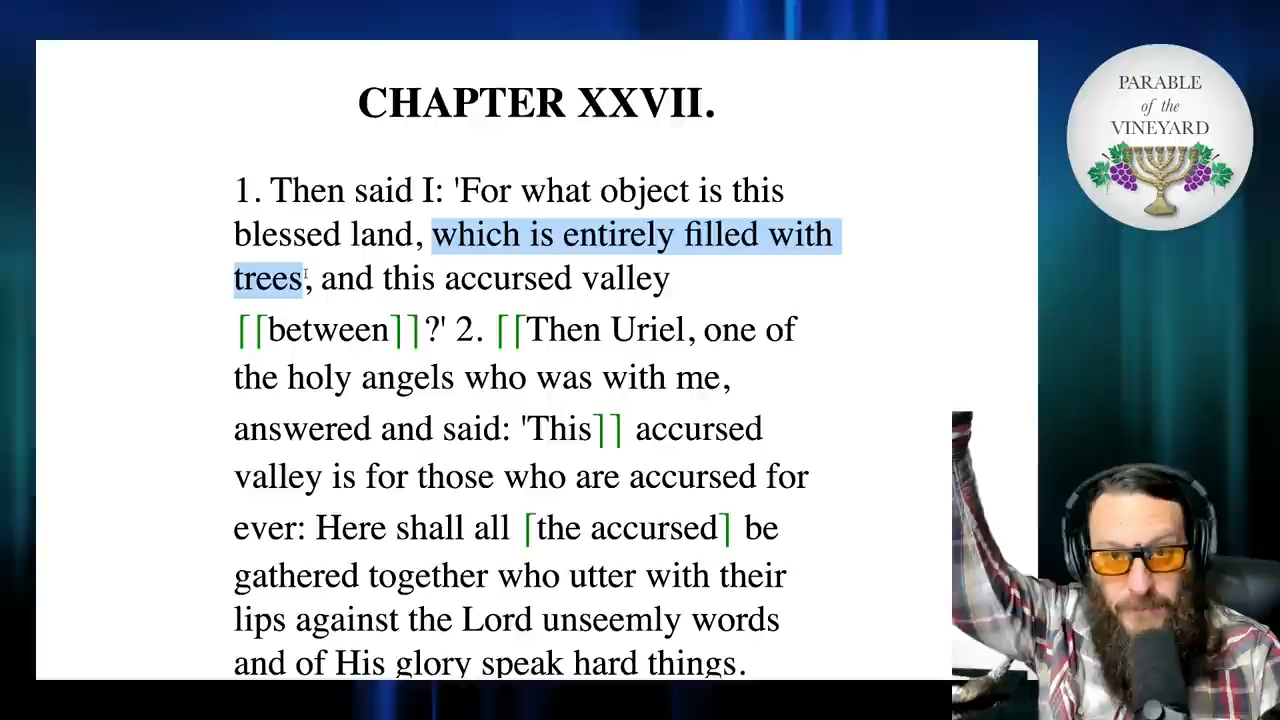 CHAPTER XXVII.
1. Then said I: 'For what object is this
blessed land, which is entirely filled with
trees, and this accursed valley
⌈⌈between⌉⌉?' 2. ⌈⌈Then Uriel, one of
the holy angels who was with me,
answered and said: 'This⌉⌉ accursed
valley is for those who are accursed for
ever: Here shall all ⌈the accursed⌉ be
gathered together who utter with their
lips against the Lord unseemly words
and of His glory speak hard things.
PARABLE
of the
VINEYARD